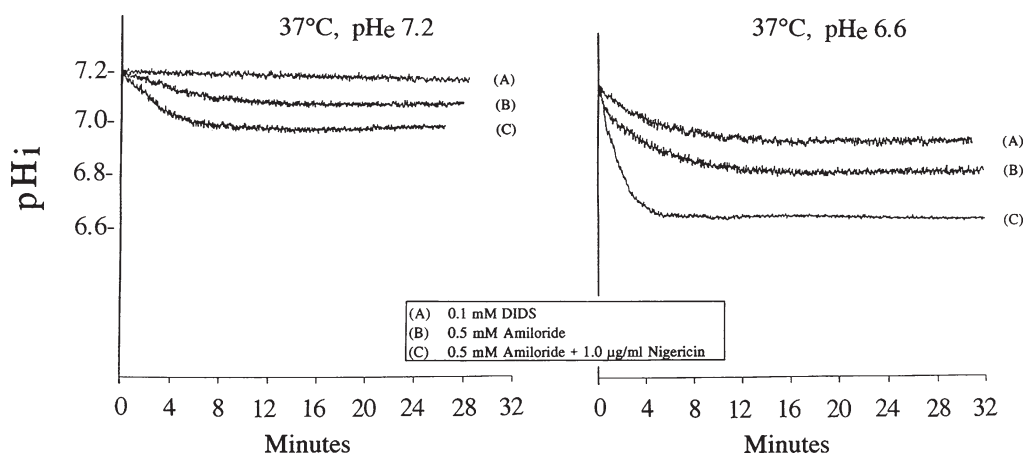 37°C, pHe 7.2
37°C, pHe 6.6
pHi
7.2-
7.0-
6.8-
6.6-
(A)
(B)
(C)
(A)
(B)
(C)
(A) 0.1 mM DIDS
(B) 0.5 mM Amiloride
(C) 0.5 mM Amiloride + 1.0 μg/ml Nigericin
0 4 8 12 16 20 24 28 32
0 4 8 12 16 20 24 28 32
Minutes
Minutes